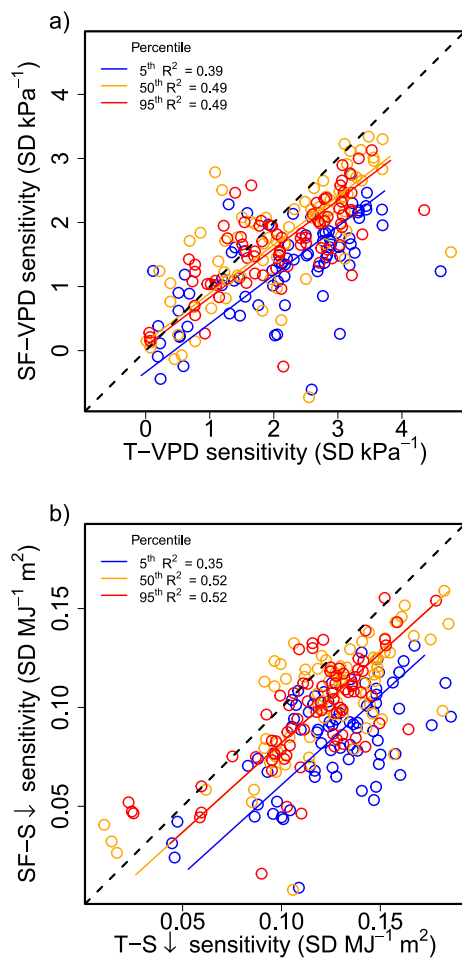 a)
Percentile
5th R2 = 0.39
50th R2 = 0.49
95th R2 = 0.49
SF−VPD sensitivity (SD kPa−1)
4
3
2
1
0
0 1 2 3 4
T−VPD sensitivity (SD kPa−1)
b)
Percentile
5th R2 = 0.35
50th R2 = 0.52
95th R2 = 0.52
SF−S ↓ sensitivity (SD MJ−1 m2)
0.15
0.10
0.05
0.05 0.10 0.15
T−S ↓ sensitivity (SD MJ−1 m2)